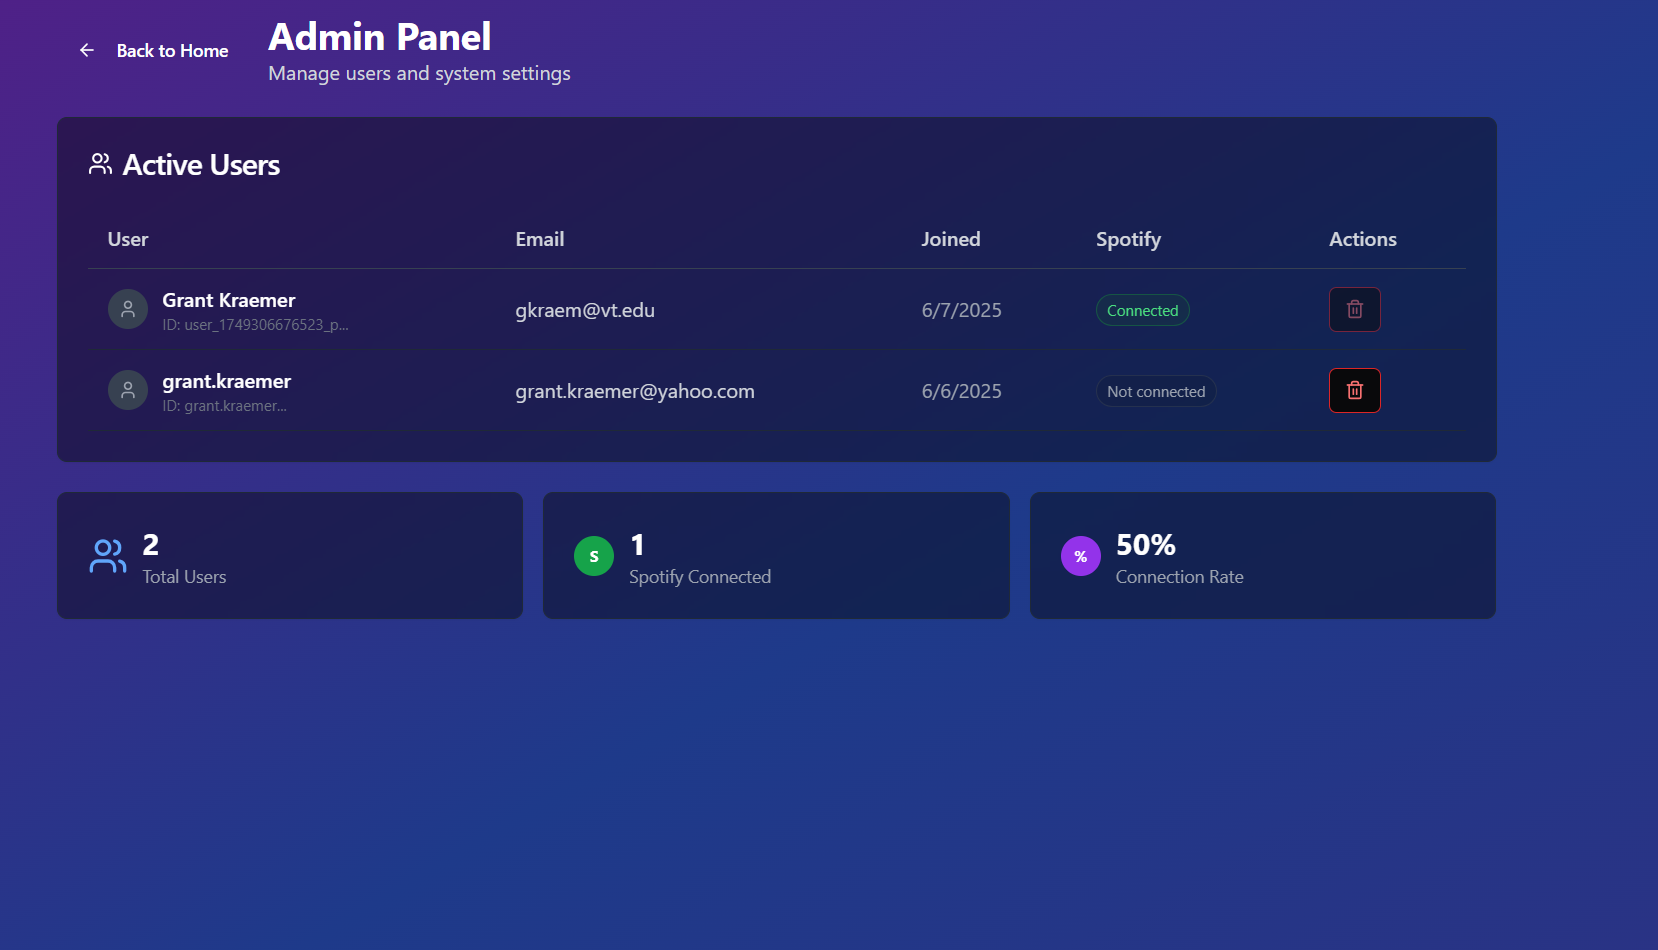 Back to Home
Admin Panel
Manage users and system settings
Active Users
User Email Joined Spotify Actions
Grant Kraemer
ID: user_1749306676523_p...
gkraem@vt.edu 6/7/2025 Connected
grant.kraemer
ID: grant.kraemer...
grant.kraemer@yahoo.com 6/6/2025 Not connected
2
Total Users
S
1
Spotify Connected
%
50%
Connection Rate